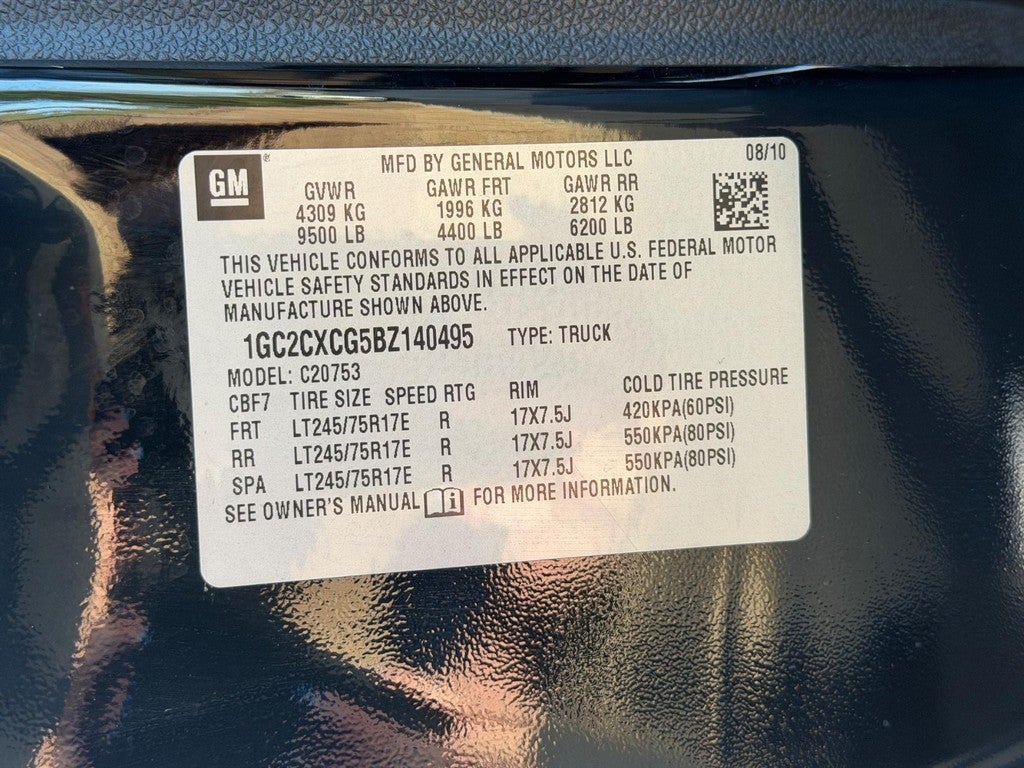 GM ®
MFD BY GENERAL MOTORS LLC 08/10
GVWR GAWR FRT GAWR RR
4309 KG 1996 KG 2812 KG
9500 LB 4400 LB 6200 LB
THIS VEHICLE CONFORMS TO ALL APPLICABLE U.S. FEDERAL MOTOR
VEHICLE SAFETY STANDARDS IN EFFECT ON THE DATE OF
MANUFACTURE SHOWN ABOVE.
1GC2CXCG5BZ140495 TYPE: TRUCK
MODEL: C20753
CBF7 TIRE SIZE SPEED RTG RIM COLD TIRE PRESSURE
FRT LT245/75R17E R 17X7.5J 420KPA(60PSI)
RR LT245/75R17E R 17X7.5J 550KPA(80PSI)
SPA LT245/75R17E R 17X7.5J 550KPA(80PSI)
SEE OWNER'S MANUAL i FOR MORE INFORMATION.